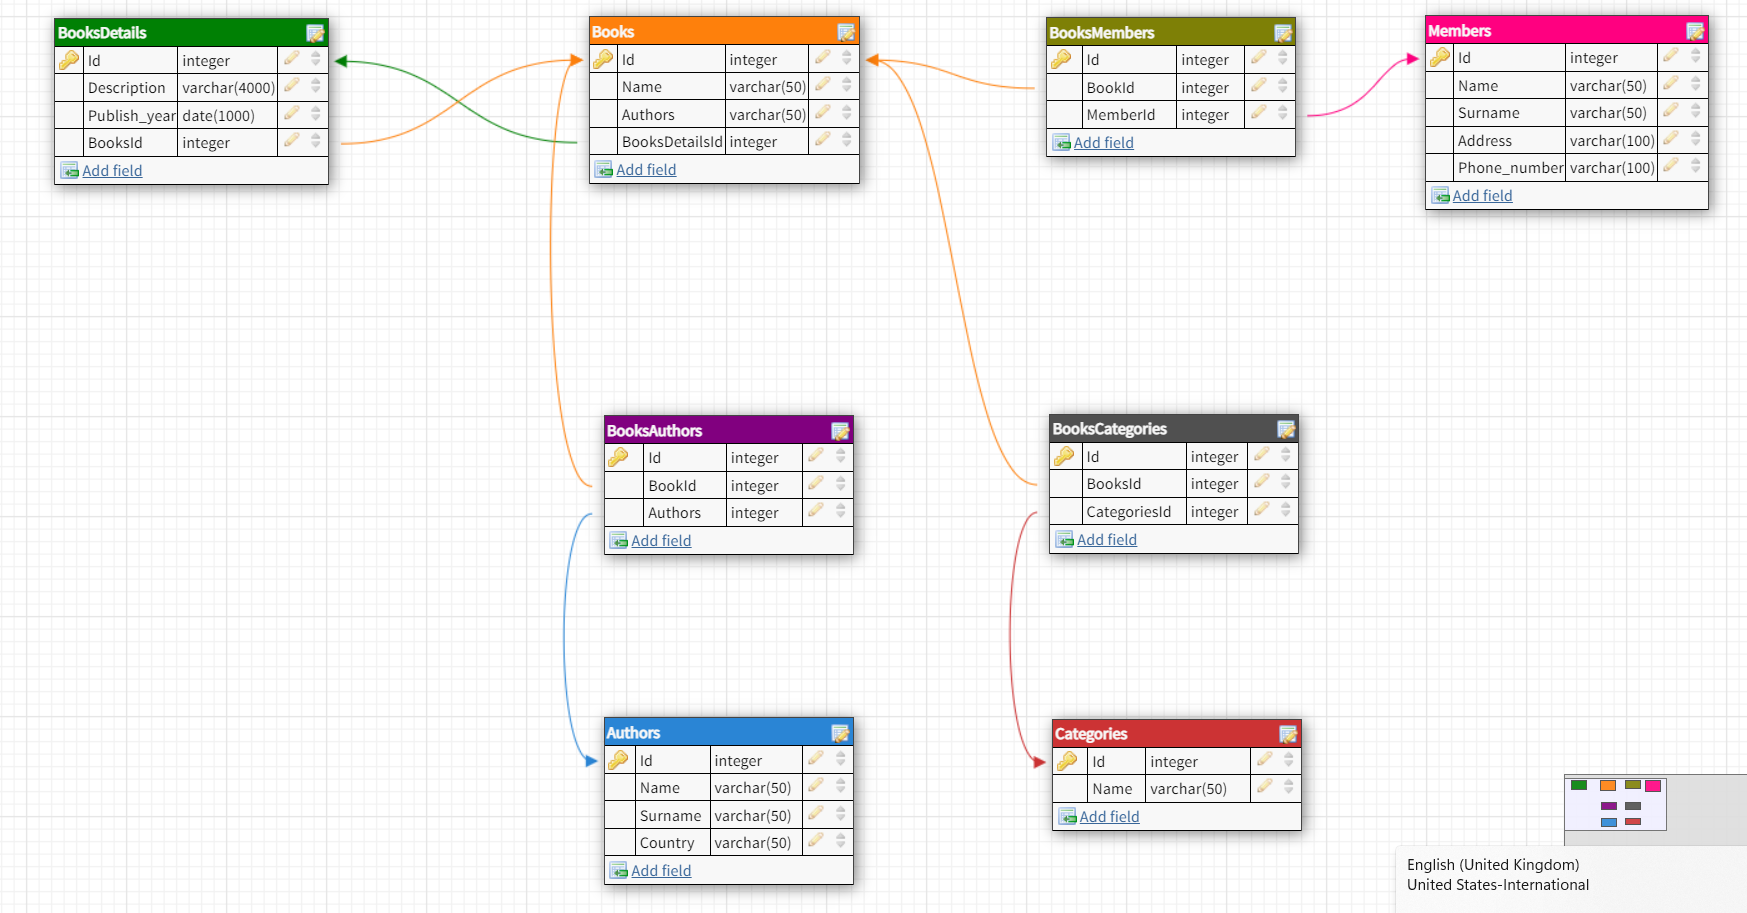 BooksDetails
Id integer
Description varchar(4000)
Publish_year date(1000)
BooksId integer
Add field
Books
Id integer
Name varchar(50)
Authors varchar(50)
BooksDetailsId integer
Add field
BooksMembers
Id integer
BookId integer
MemberId integer
Add field
Members
Id integer
Name varchar(50)
Surname varchar(50)
Address varchar(100)
Phone_number varchar(100)
Add field
BooksAuthors
Id integer
BookId integer
Authors integer
Add field
BooksCategories
Id integer
BooksId integer
CategoriesId integer
Add field
Authors
Id integer
Name varchar(50)
Surname varchar(50)
Country varchar(50)
Add field
Categories
Id integer
Name varchar(50)
Add field
English (United Kingdom)
United States-International